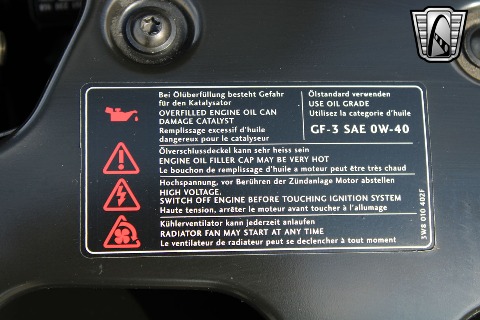 Bei Ölüberfüllung besteht Gefahr
für den Katalysator
OVERFILLED ENGINE OIL CAN
DAMAGE CATALYST
Remplissage excessif d'huile
dangereux pour le catalyseur
Ölstandard verwenden
USE OIL GRADE
Utilisez la categorie d'huile
GF-3 SAE 0W-40
Ölverschlussdeckel kann sehr heiss sein
ENGINE OIL FILLER CAP MAY BE VERY HOT
Le bouchon de remplissage d'huile a moteur peut être très chaud
Hochspannung, vor Berühren der Zündanlage Motor abstellen
HIGH VOLTAGE,
SWITCH OFF ENGINE BEFORE TOUCHING IGNITION SYSTEM
Haute tension, arrêter le moteur avant toucher à l'allumage
Kühlerventilator kann jederzeit anlaufen
RADIATOR FAN MAY START AT ANY TIME
Le ventilateur de radiateur peut se declencher à tout moment
3W8 010 402F